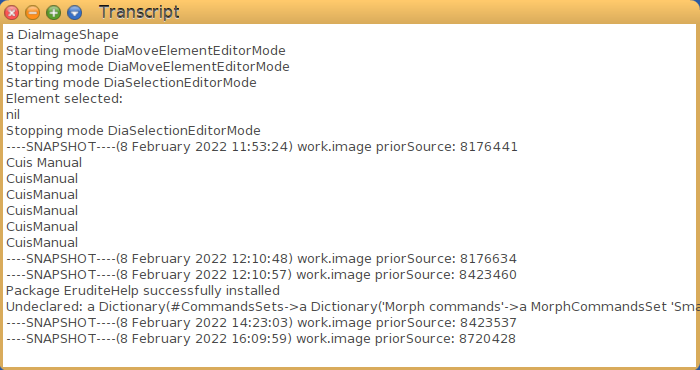 Transcript
a DiaImageShape
Starting mode DiaMoveElementEditorMode
Stopping mode DiaMoveElementEditorMode
Starting mode DiaSelectionEditorMode
Element selected:
nil
Stopping mode DiaSelectionEditorMode
----SNAPSHOT----(8 February 2022 11:53:24) work.image priorSource: 8176441
Cuis Manual
CuisManual
CuisManual
CuisManual
CuisManual
CuisManual
----SNAPSHOT----(8 February 2022 12:10:48) work.image priorSource: 8176634
----SNAPSHOT----(8 February 2022 12:10:57) work.image priorSource: 8423460
Package EruditeHelp successfully installed
Undeclared: a Dictionary(#CommandsSets->a Dictionary('Morph commands'->a MorphCommandsSet 'Sma
----SNAPSHOT----(8 February 2022 14:23:03) work.image priorSource: 8423537
----SNAPSHOT----(8 February 2022 16:09:59) work.image priorSource: 8720428